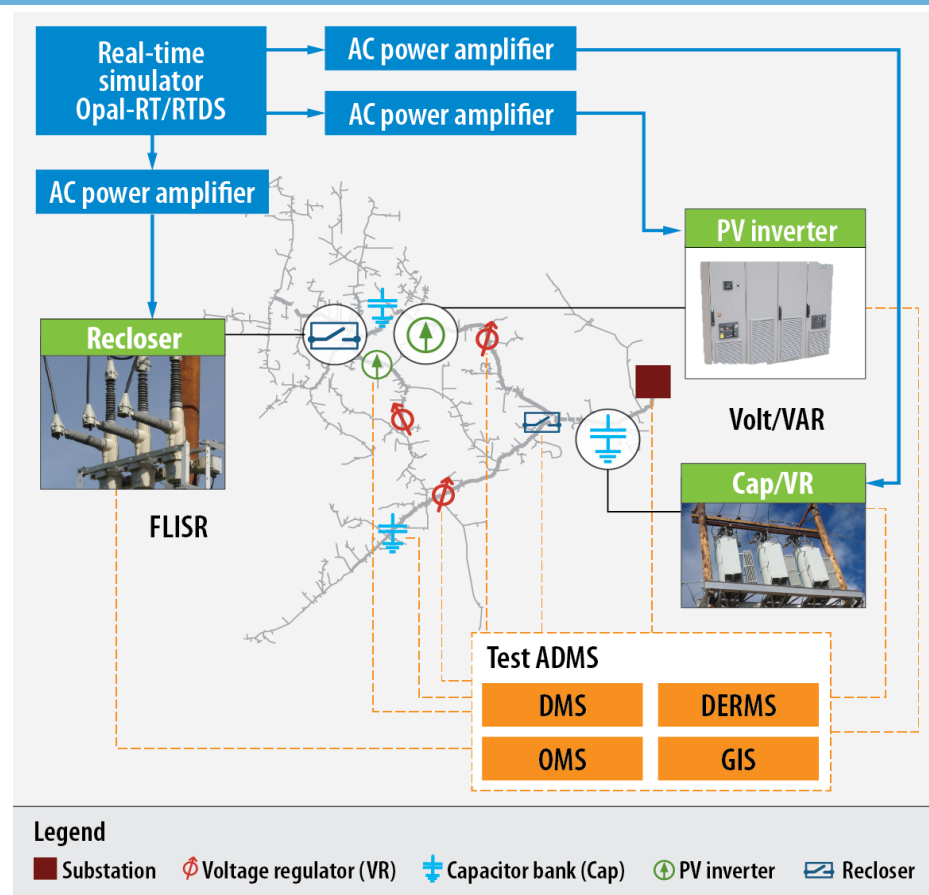 Real-time
simulator
Opal-RT/RTDS
AC power amplifier
AC power amplifier
AC power amplifier
PV inverter
Recloser
Volt/VAR
Cap/VR
FLISR
Test ADMS
DMS
DERMS
OMS
GIS
Legend
Substation
Voltage regulator (VR)
Capacitor bank (Cap)
PV inverter
Recloser